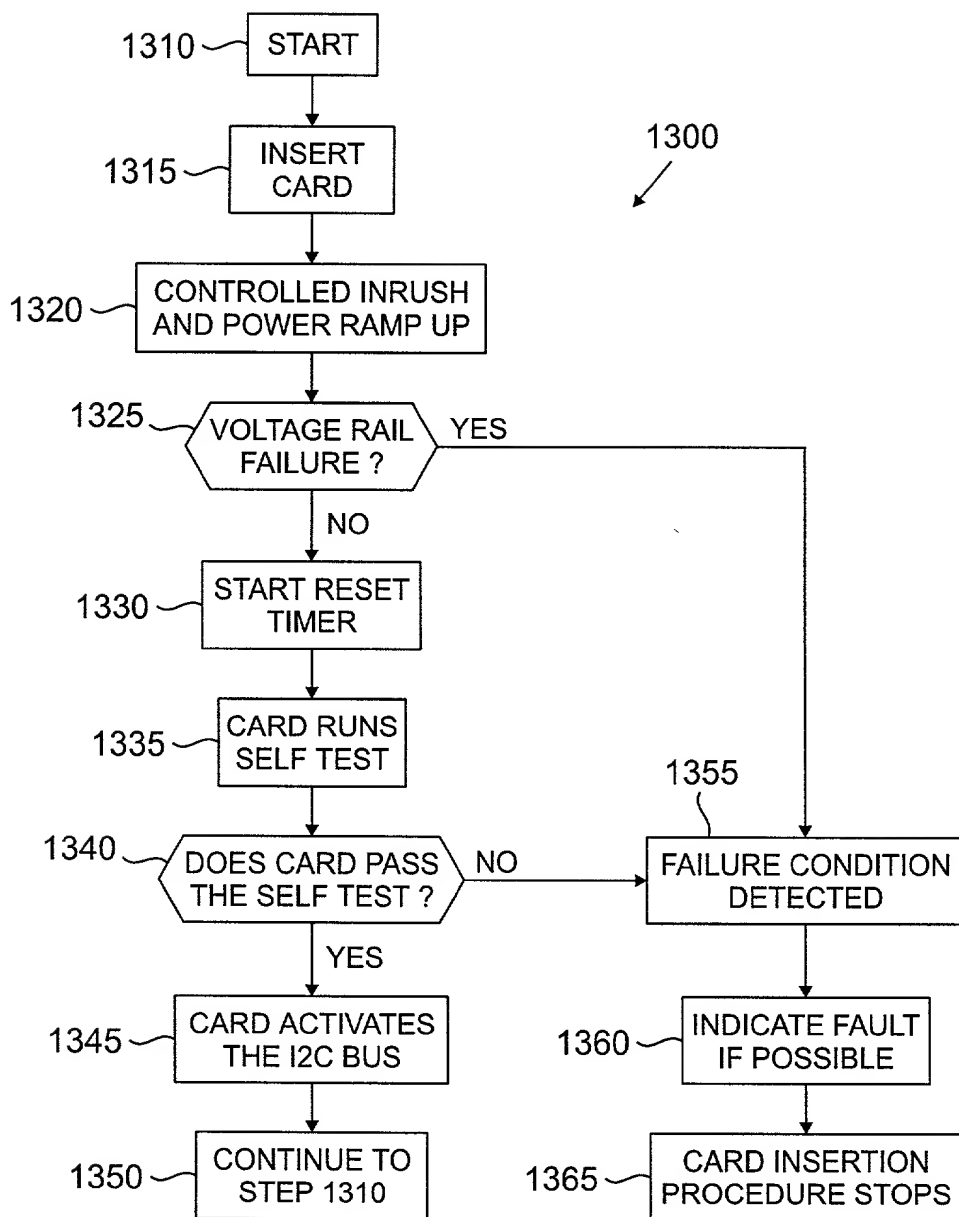 1310
START
1300
1315
INSERT
CARD
1320
CONTROLLED INRUSH
AND POWER RAMP UP
1325
VOLTAGE RAIL
FAILURE ?
YES
NO
1330
START RESET
TIMER
1335
CARD RUNS
SELF TEST
1340
DOES CARD PASS
THE SELF TEST ?
NO
YES
1355
FAILURE CONDITION
DETECTED
1345
CARD ACTIVATES
THE I2C BUS
1360
INDICATE FAULT
IF POSSIBLE
1350
CONTINUE TO
STEP 1310
1365
CARD INSERTION
PROCEDURE STOPS